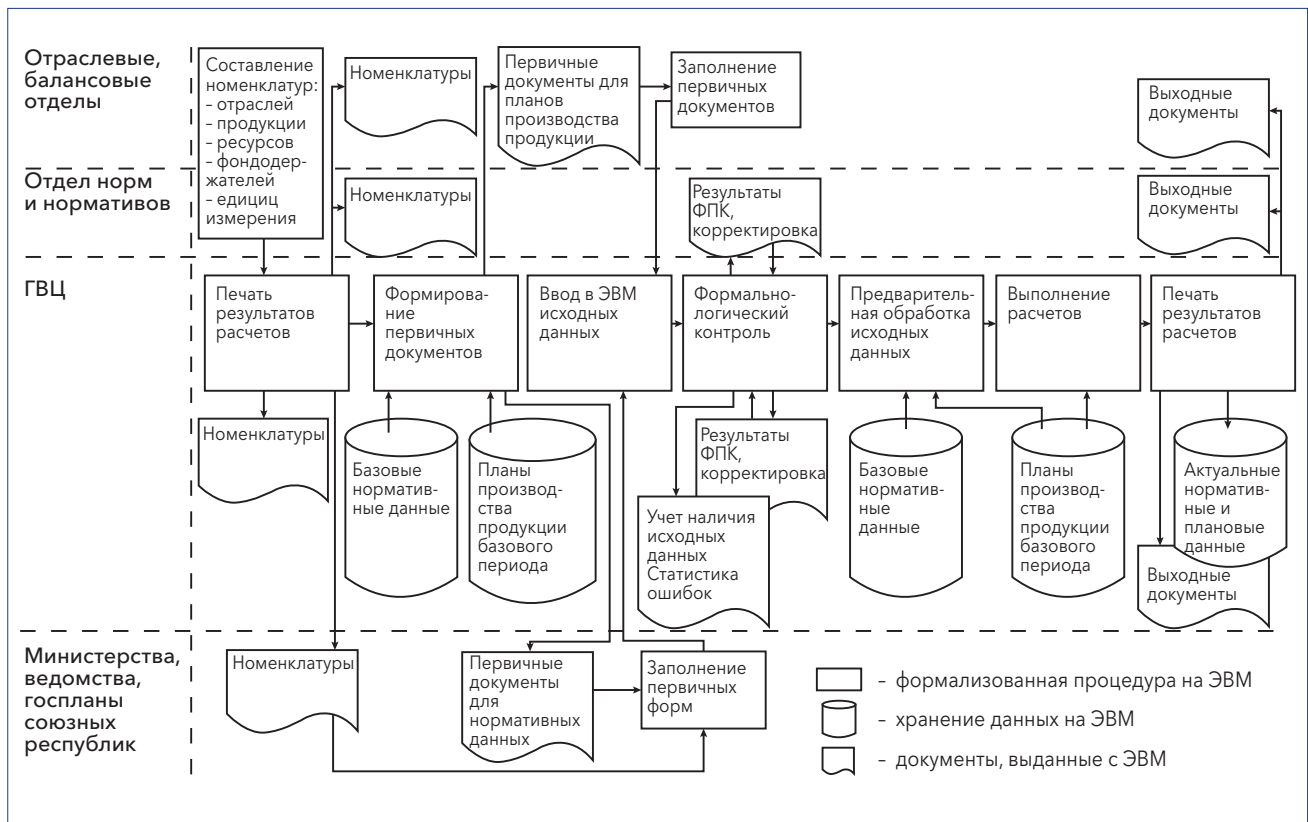 Отраслевые,
балансовые
отделы
Составление
номенклатур:
– отраслей
– продукции
– ресурсов
– фондодер-
жателей
– едициц
измерения
Номенклатуры
Первичные
документы для
планов
производства
продукции
Заполнение
первичных
документов
Выходные
документы
Отдел норм
и нормативов
Номенклатуры
Результаты
ФПК,
корректировка
Выходные
документы
ГВЦ
Печать
результатов
расчетов
Формирова-
ние
первичных
документов
Ввод в ЭВМ
исходных
данных
Формально-
логический
контроль
Предваритель-
ная обработка
исходных
данных
Выполнение
расчетов
Печать
результатов
расчетов
Номенклатуры
Базовые
норматив-
ные данные
Планы
производ-
ства
продукции
базового
периода
Результаты
ФПК,
корректировка
Учет наличия
исходных
данных
Статистика
ошибок
Базовые
норматив-
ные
данные
Планы
производ-
ства
продукции
базового
периода
Актуальные
норматив-
ные и
плановые
данные
Выходные
документы
Министерства,
ведомства,
госпланы
союзных
республик
Номенклатуры
Первичные
документы
для
нормативных
данных
Заполнение
первичных
форм
– формализованная процедура на ЭВМ
– хранение данных на ЭВМ
– документы, выданные с ЭВМ